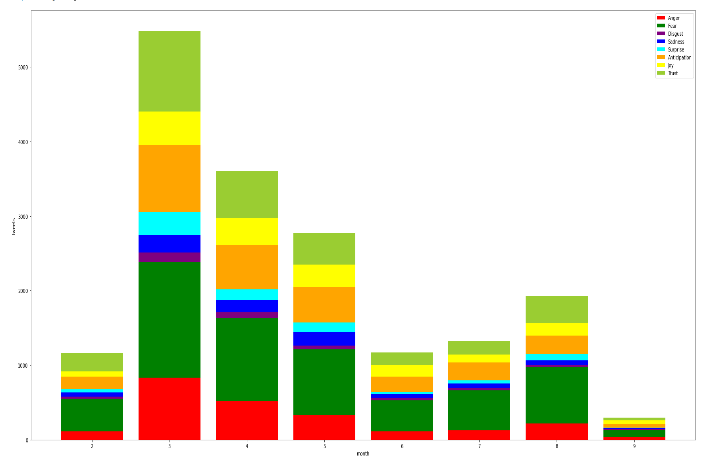 Anger
Fear
Disgust
Sadness
Surprise
Anticipation
Joy
Trust
5000
4000
3000
2000
1000
0
2
3
4
5
6
7
8
9
month